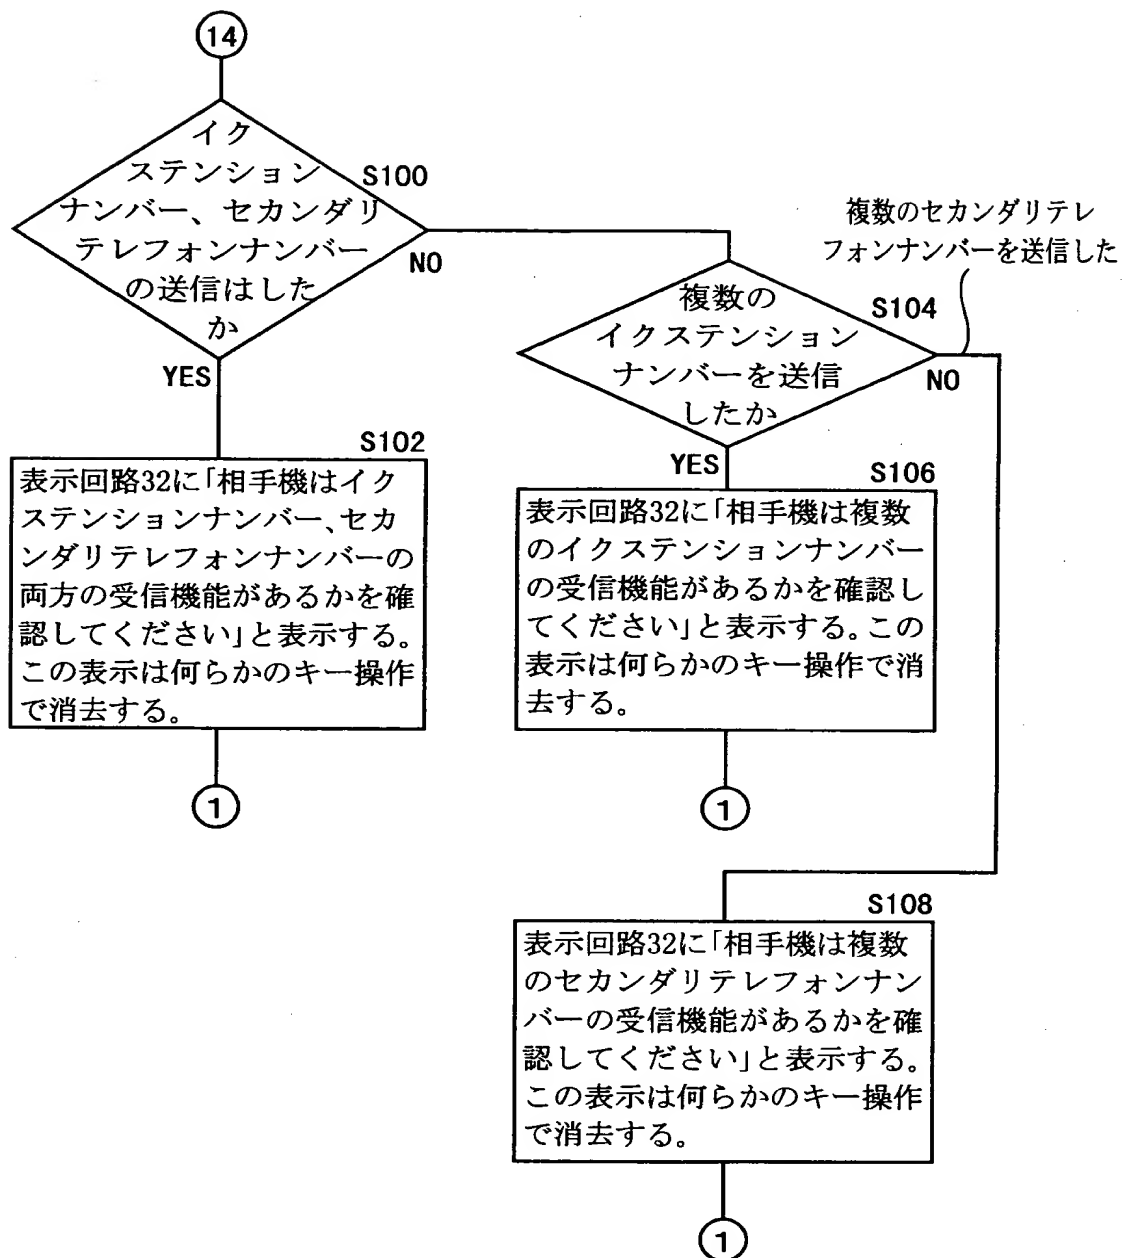 14
イク
ステンション
ナンバー、セカンダリ
テレフォンナンバー
の送信はした
か
S100
NO
YES
複数のセカンダリテレ
フォンナンバーを送信した
複数の
イクステンション
ナンバーを送信
したか
S104
NO
YES
S102
表示回路32に「相手機はイク
ステンションナンバー、セカ
ンダリテレフォンナンバーの
両方の受信機能があるかを確
認してください」と表示する。
この表示は何らかのキー操作
で消去する。
1
S106
表示回路32に「相手機は複数
のイクステンションナンバー
の受信機能があるかを確認し
てください」と表示する。この
表示は何らかのキー操作で消
去する。
1
S108
表示回路32に「相手機は複数
のセカンダリテレフォンナン
バーの受信機能があるかを確
認してください」と表示する。
この表示は何らかのキー操作
で消去する。
1